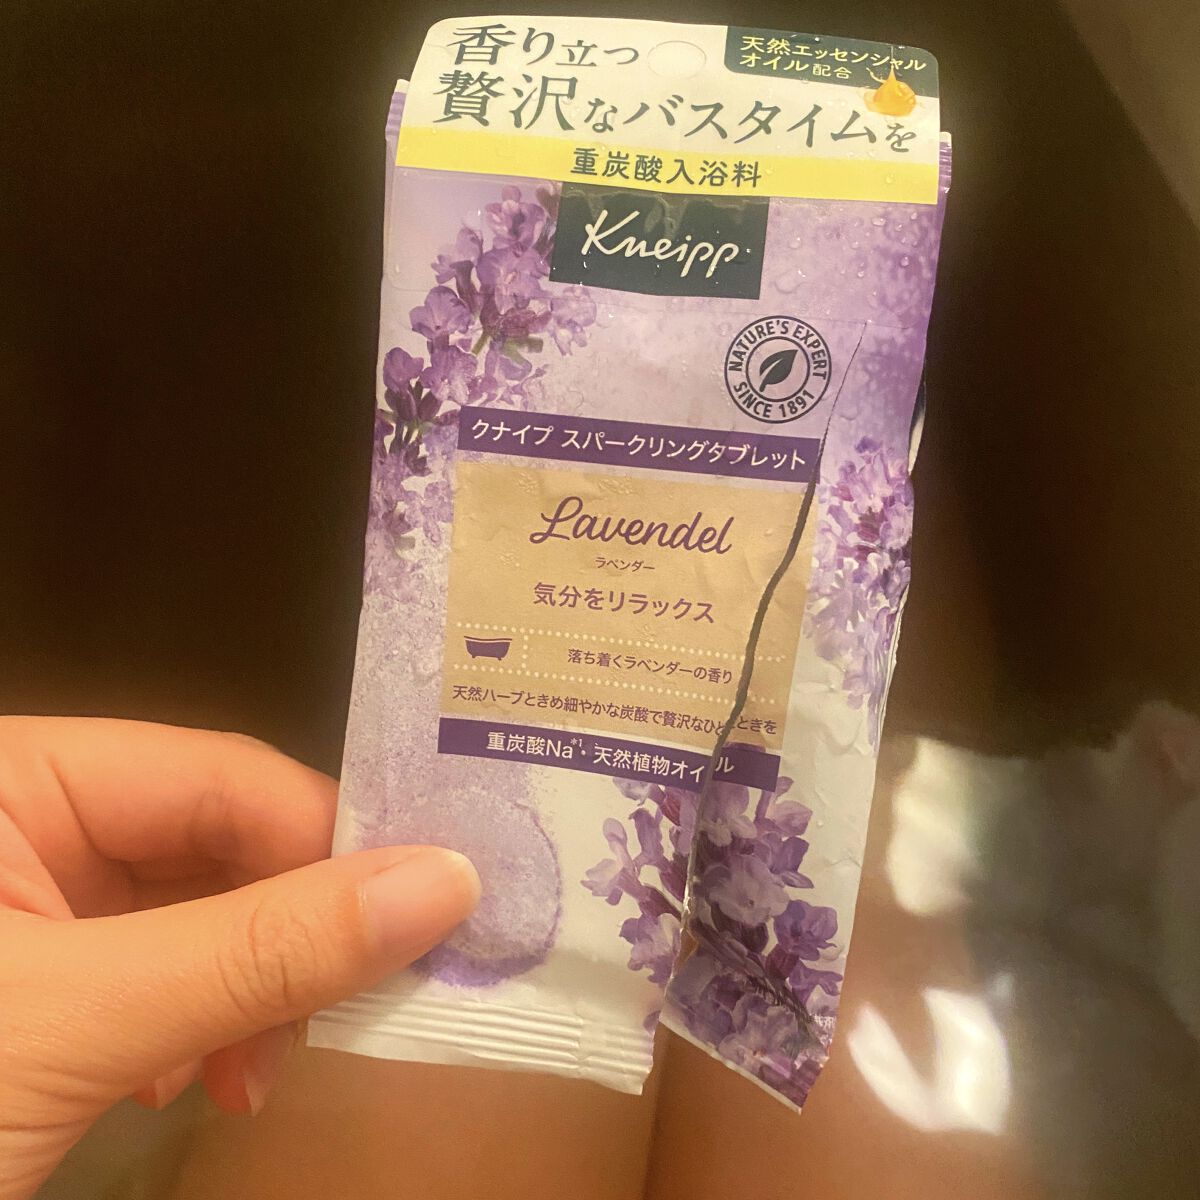 香り立つ
贅沢なバスタイムを
天然エッセンシャル
オイル配合
重炭酸入浴料
Kneipp
NATURE'S EXPERT
SINCE 1891
クナイプ スパークリングタブレット
Lavendel
ラベンダー
気分をリラックス
落ち着くラベンダーの香り
天然ハーブときめ細やかな炭酸で贅沢なひとときを
重炭酸Na*1・天然植物オイル